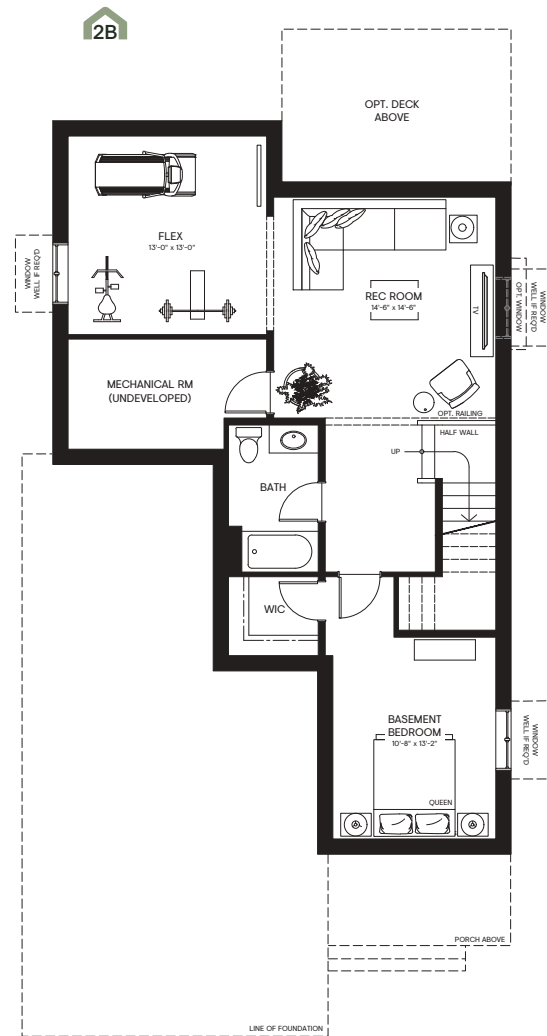 2B
OPT. DECK
ABOVE
FLEX
13'-0" x 13'-0"
WINDOW
WELL IF REQ'D
REC ROOM
14'-6" x 14'-6"
TV
OPT. WINDOW
WINDOW
WELL IF REQ'D
MECHANICAL RM
(UNDEVELOPED)
OPT. RAILING
HALF WALL
UP
BATH
WIC
BASEMENT
BEDROOM
10'-8" x 13'-2"
WINDOW
WELL IF REQ'D
QUEEN
PORCH ABOVE
LINE OF FOUNDATION